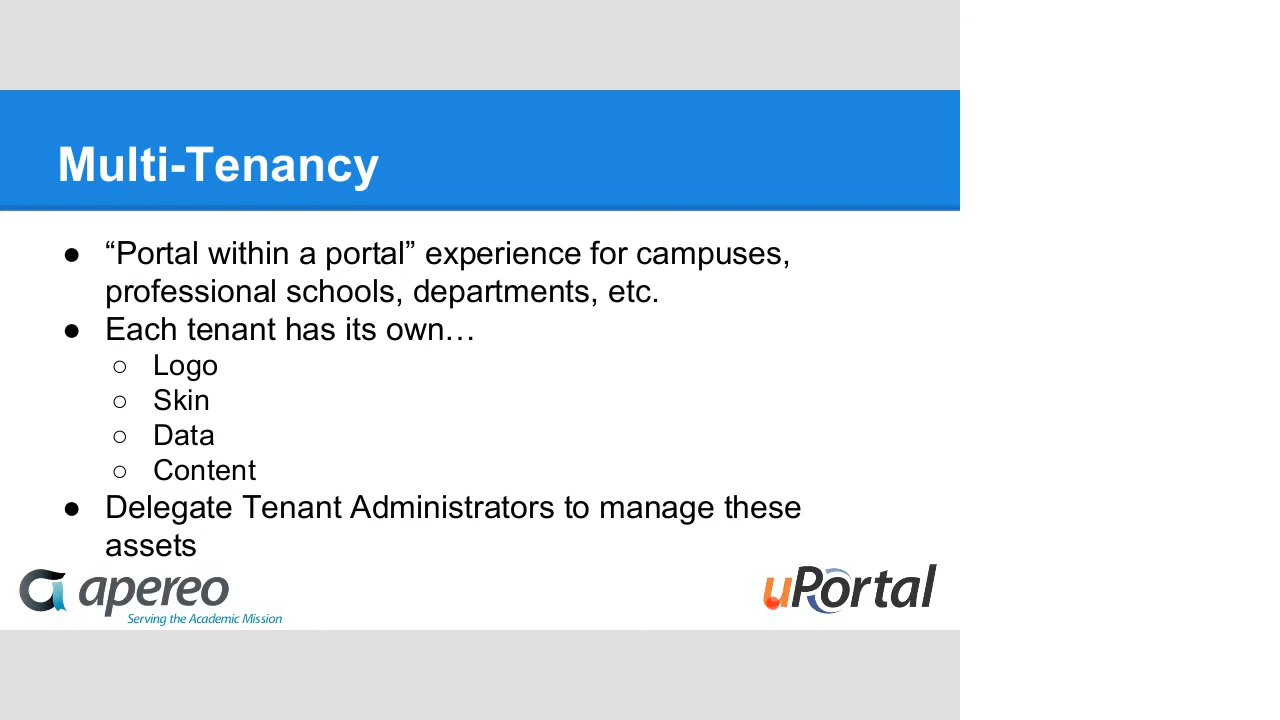 Multi-Tenancy
● “Portal within a portal” experience for campuses,
professional schools, departments, etc.
● Each tenant has its own…
○ Logo
○ Skin
○ Data
○ Content
● Delegate Tenant Administrators to manage these
assets
apereo
Serving the Academic Mission
uPortal